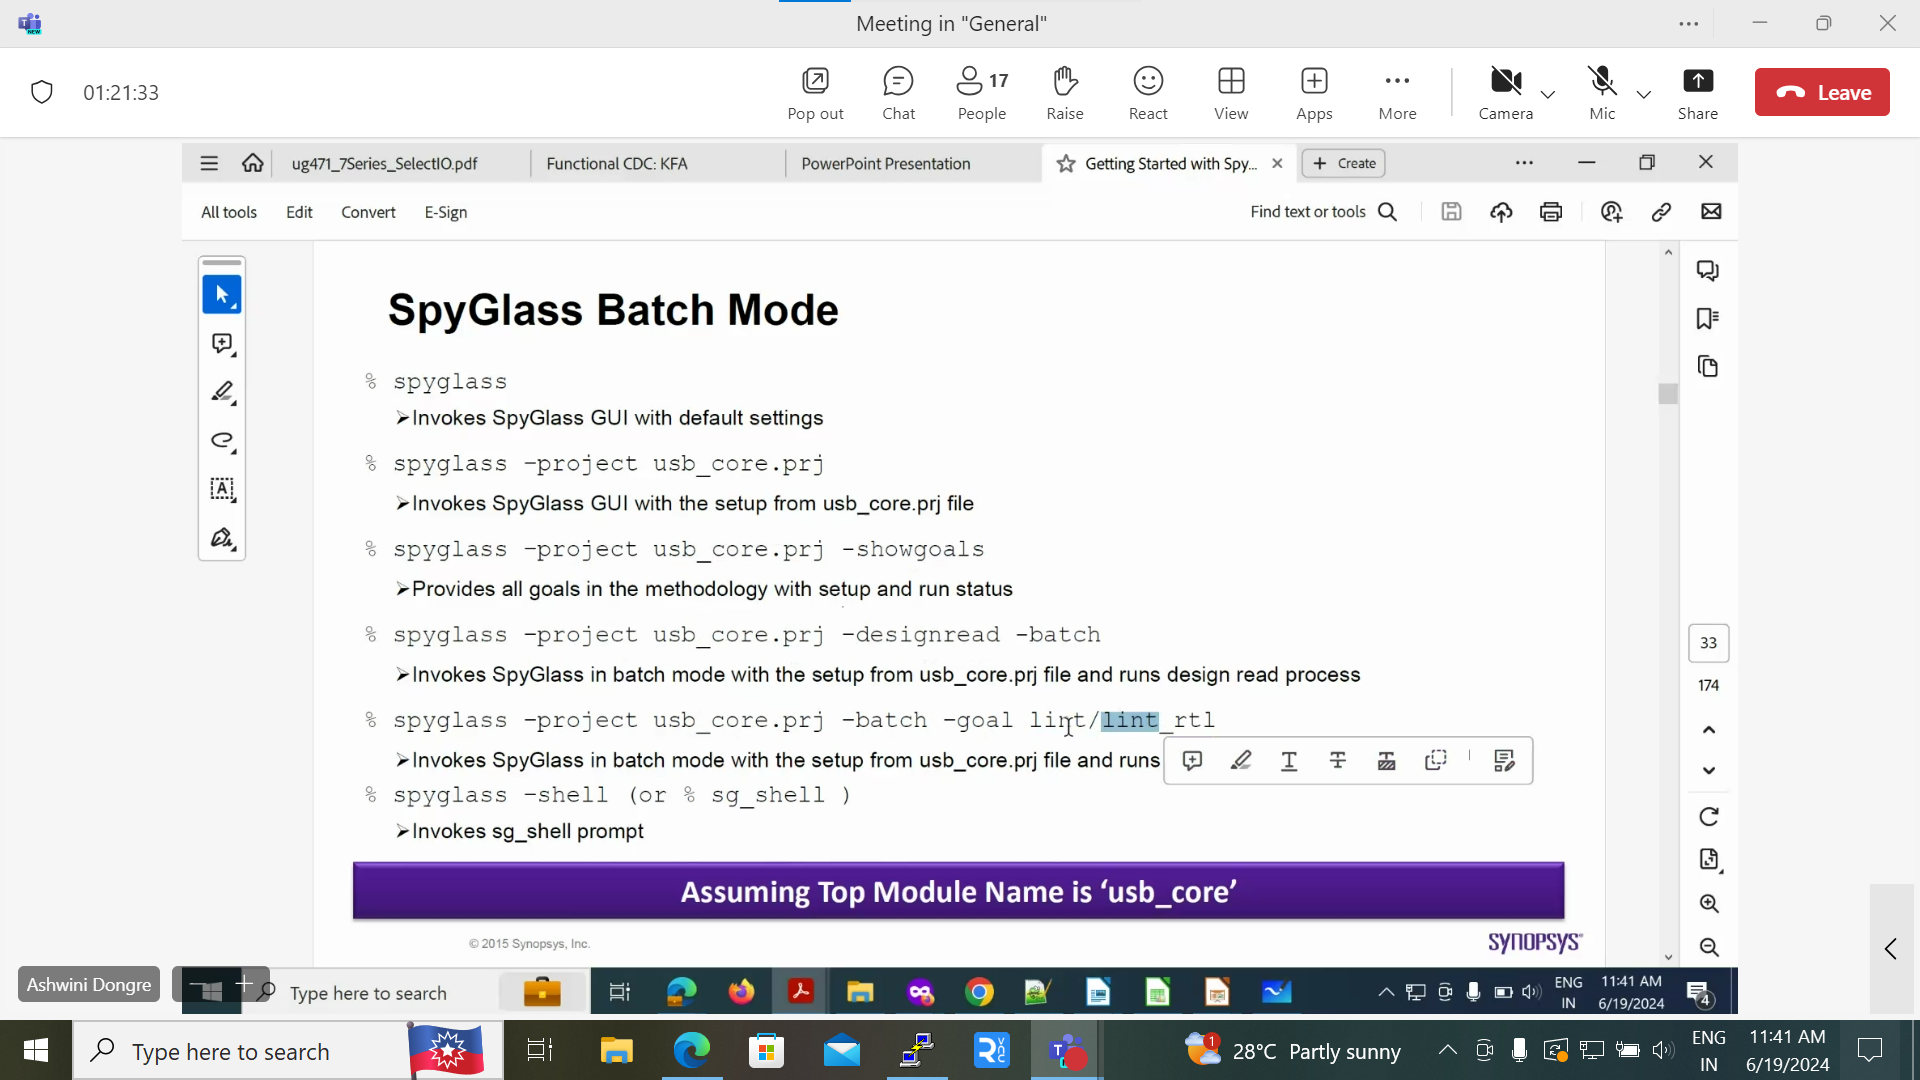 Meeting in "General"
01:21:33
Pop out
Chat
17
People
Raise
React
View
Apps
More
Camera
Mic
Share
Leave
ug471_7Series_SelectIO.pdf
Functional CDC: KFA
PowerPoint Presentation
Getting Started with Spy...
Create
All tools
Edit
Convert
E-Sign
Find text or tools
SpyGlass Batch Mode
% spyglass
➢Invokes SpyGlass GUI with default settings
% spyglass –project usb_core.prj
➢Invokes SpyGlass GUI with the setup from usb_core.prj file
% spyglass –project usb_core.prj –showgoals
➢Provides all goals in the methodology with setup and run status
% spyglass –project usb_core.prj –designread –batch
➢Invokes SpyGlass in batch mode with the setup from usb_core.prj file and runs design read process
% spyglass –project usb_core.prj –batch –goal lint/lint_rtl
➢Invokes SpyGlass in batch mode with the setup from usb_core.prj file and runs
% spyglass –shell (or % sg_shell )
➢Invokes sg_shell prompt
Assuming Top Module Name is ‘usb_core’
© 2015 Synopsys, Inc.
SYNOPSYS®
33
174
Ashwini Dongre
Type here to search
ENG
IN
11:41 AM
6/19/2024
4
Type here to search
1
28°C Partly sunny
ENG
IN
11:41 AM
6/19/2024